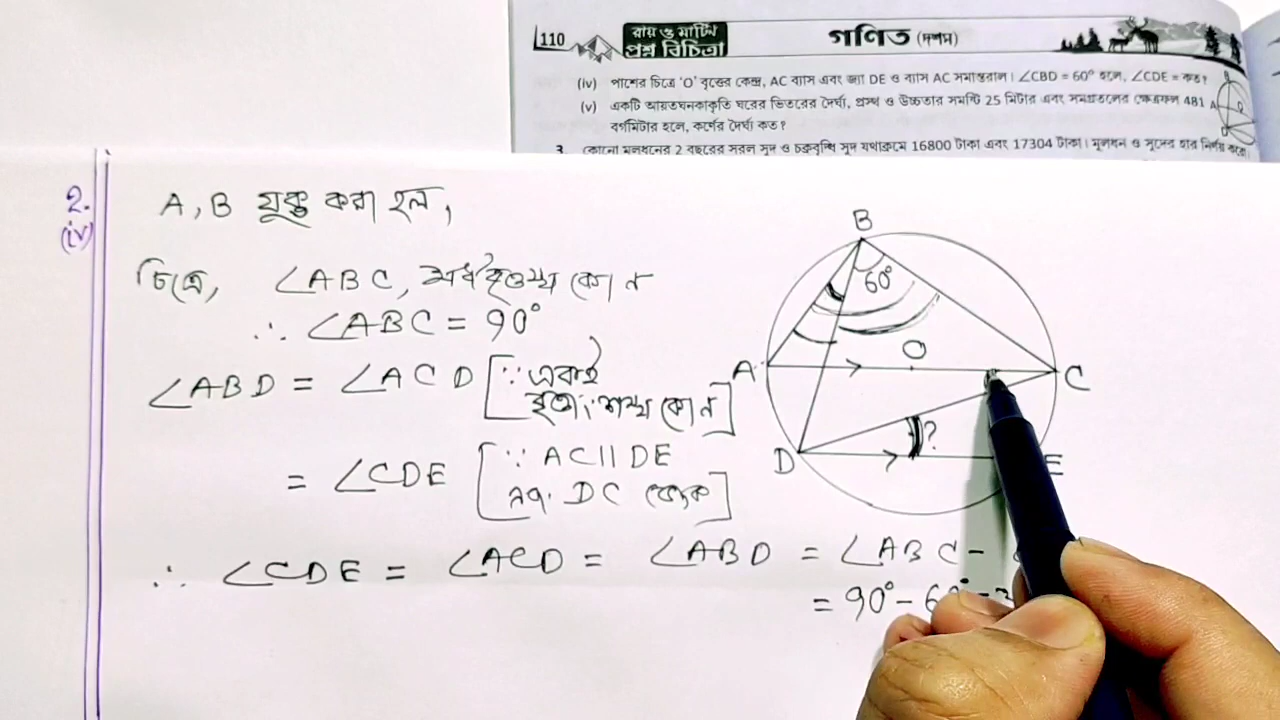 110 রায় ও মার্টিন প্রশ্ন বিচিত্রা গণিত (দশম)
(iv) পাশের চিত্রে 'O' বৃত্তের কেন্দ্র, AC ব্যাস এবং জ্যা DE ও ব্যাস AC সমান্তরাল। ∠CBD = 60° হলে, ∠CDE = কত?
(v) একটি আয়তঘনকাকৃতি ঘরের ভিতরের দৈর্ঘ্য, প্রস্থ ও উচ্চতার সমষ্টি 25 মিটার এবং সমগ্রতলের ক্ষেত্রফল 481
বর্গমিটার হলে, কর্ণের দৈর্ঘ্য কত?
3. কোনো মূলধনের 2 বছরের সরল সুদ ও চক্রবৃদ্ধি সুদ যথাক্রমে 16800 টাকা এবং 17304 টাকা। মূলধন ও সুদের হার নির্ণয় করো।
2. (iv) A, B যুক্ত করা হল,
চিত্রে, ∠ABC, অর্ধবৃত্তস্থ কোন
∴ ∠ABC = 90°
∠ABD = ∠ACD [∵ একই
বৃত্তাংশস্থ কোন]
= ∠CDE [∵ AC || DE
এবং DC ছেদক]
∴ ∠CDE = ∠ACD = ∠ABD = ∠ABC -
= 90° - 60° =
B
60°
A O C
?
D E